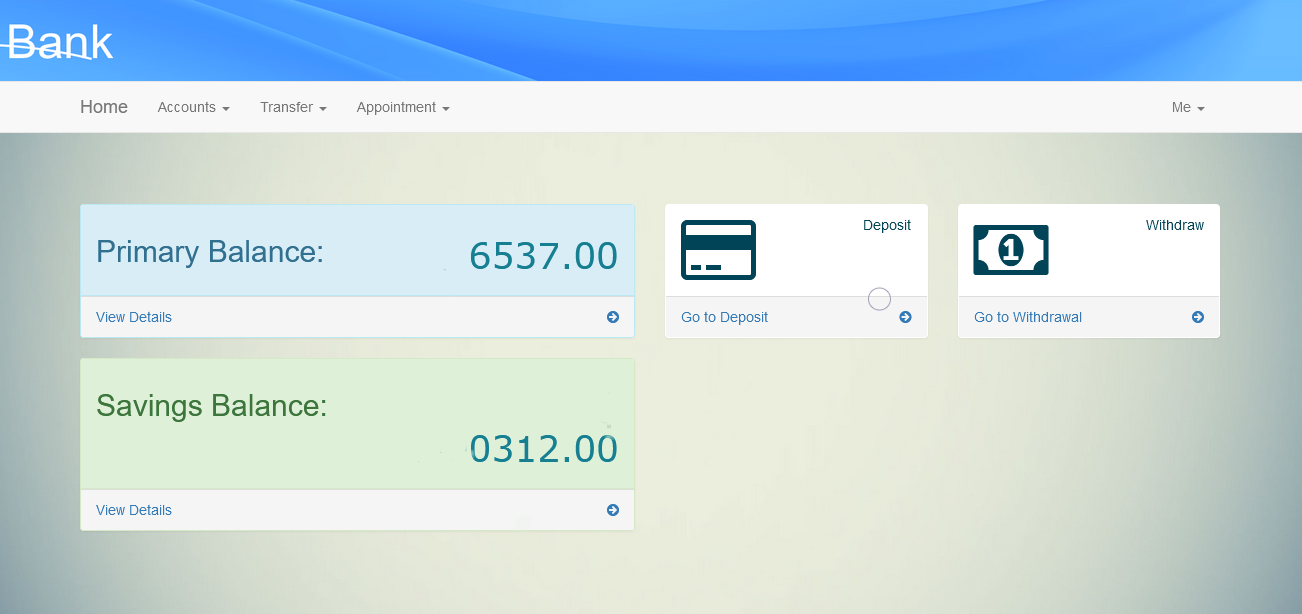 Bank
Home Accounts Transfer Appointment Me
Primary Balance: 6537.00
View Details
Deposit
Go to Deposit
Withdraw
1
Go to Withdrawal
Savings Balance:
0312.00
View Details